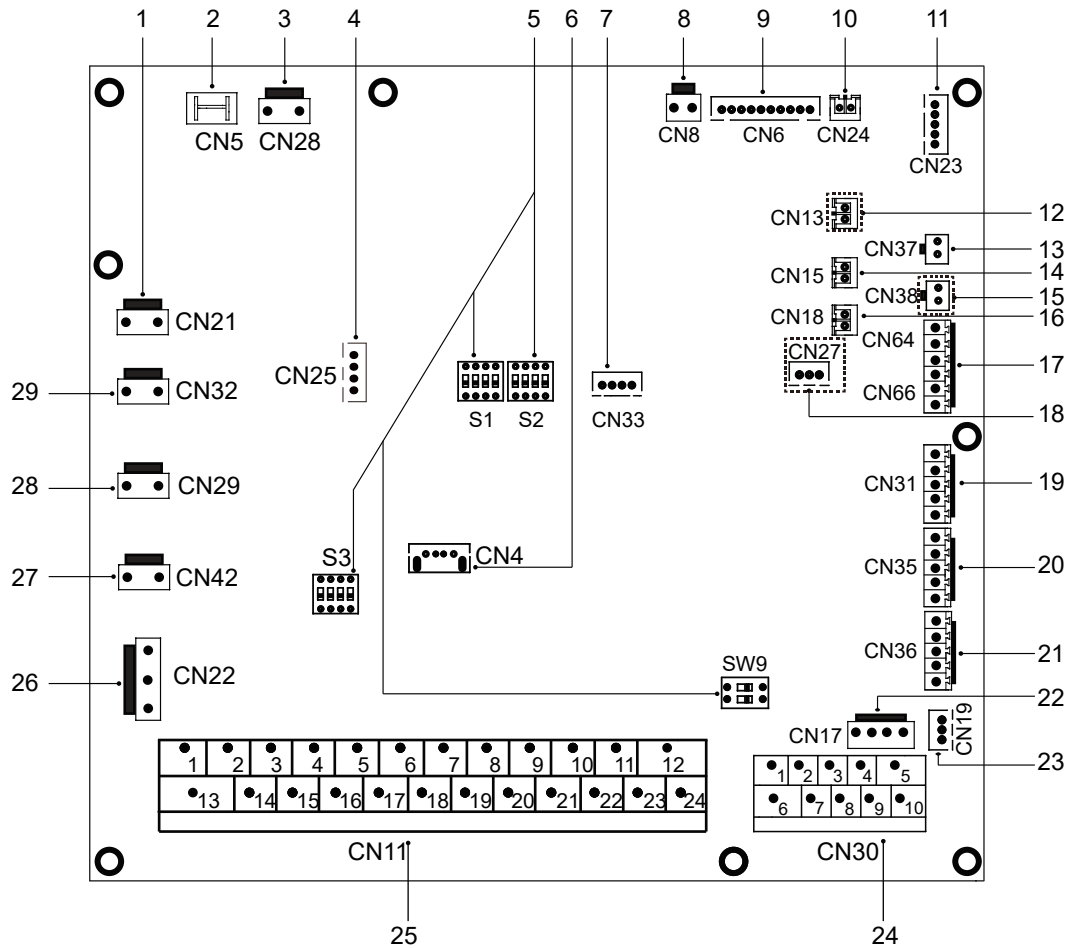 1 2 3 4 5 6 7 8 9 10 11
CN5
CN28
CN8
CN6
CN24
CN23
CN13
12
CN37
13
CN15
14
CN38
15
CN18
16
CN21
CN25
CN27
CN64
17
29
CN32
S1
S2
CN33
CN66
18
28
CN29
CN31
19
27
CN42
S3
CN4
CN35
20
26
CN22
SW9
CN36
21
22
CN17
CN19
23
1 2 3 4 5 6 7 8 9 10 11 12
13 14 15 16 17 18 19 20 21 22 23 24
1 2 3 4 5
6 7 8 9 10
CN11
CN30
25
24